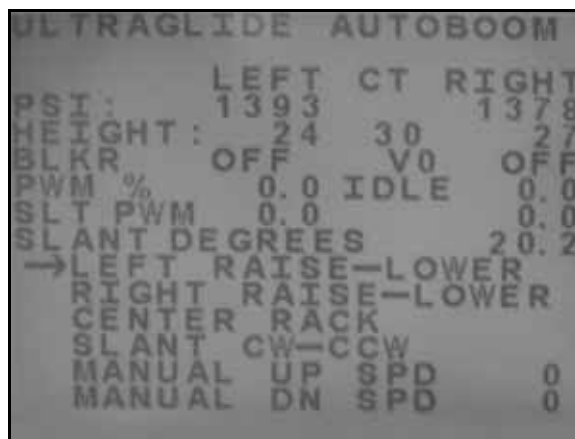 ULTRAGLIDE AUTOBOOM
LEFT CT RIGHT
PSI: 1393 1378
HEIGHT: 24 30 27
BLKR OFF V0 OFF
PWM % 0.0 IDLE 0.0
SLT PWM 0.0 0.0
SLANT DEGREES 20.2
→LEFT RAISE—LOWER
RIGHT RAISE—LOWER
CENTER RACK
SLANT CW—CCW
MANUAL UP SPD 0
MANUAL DN SPD 0